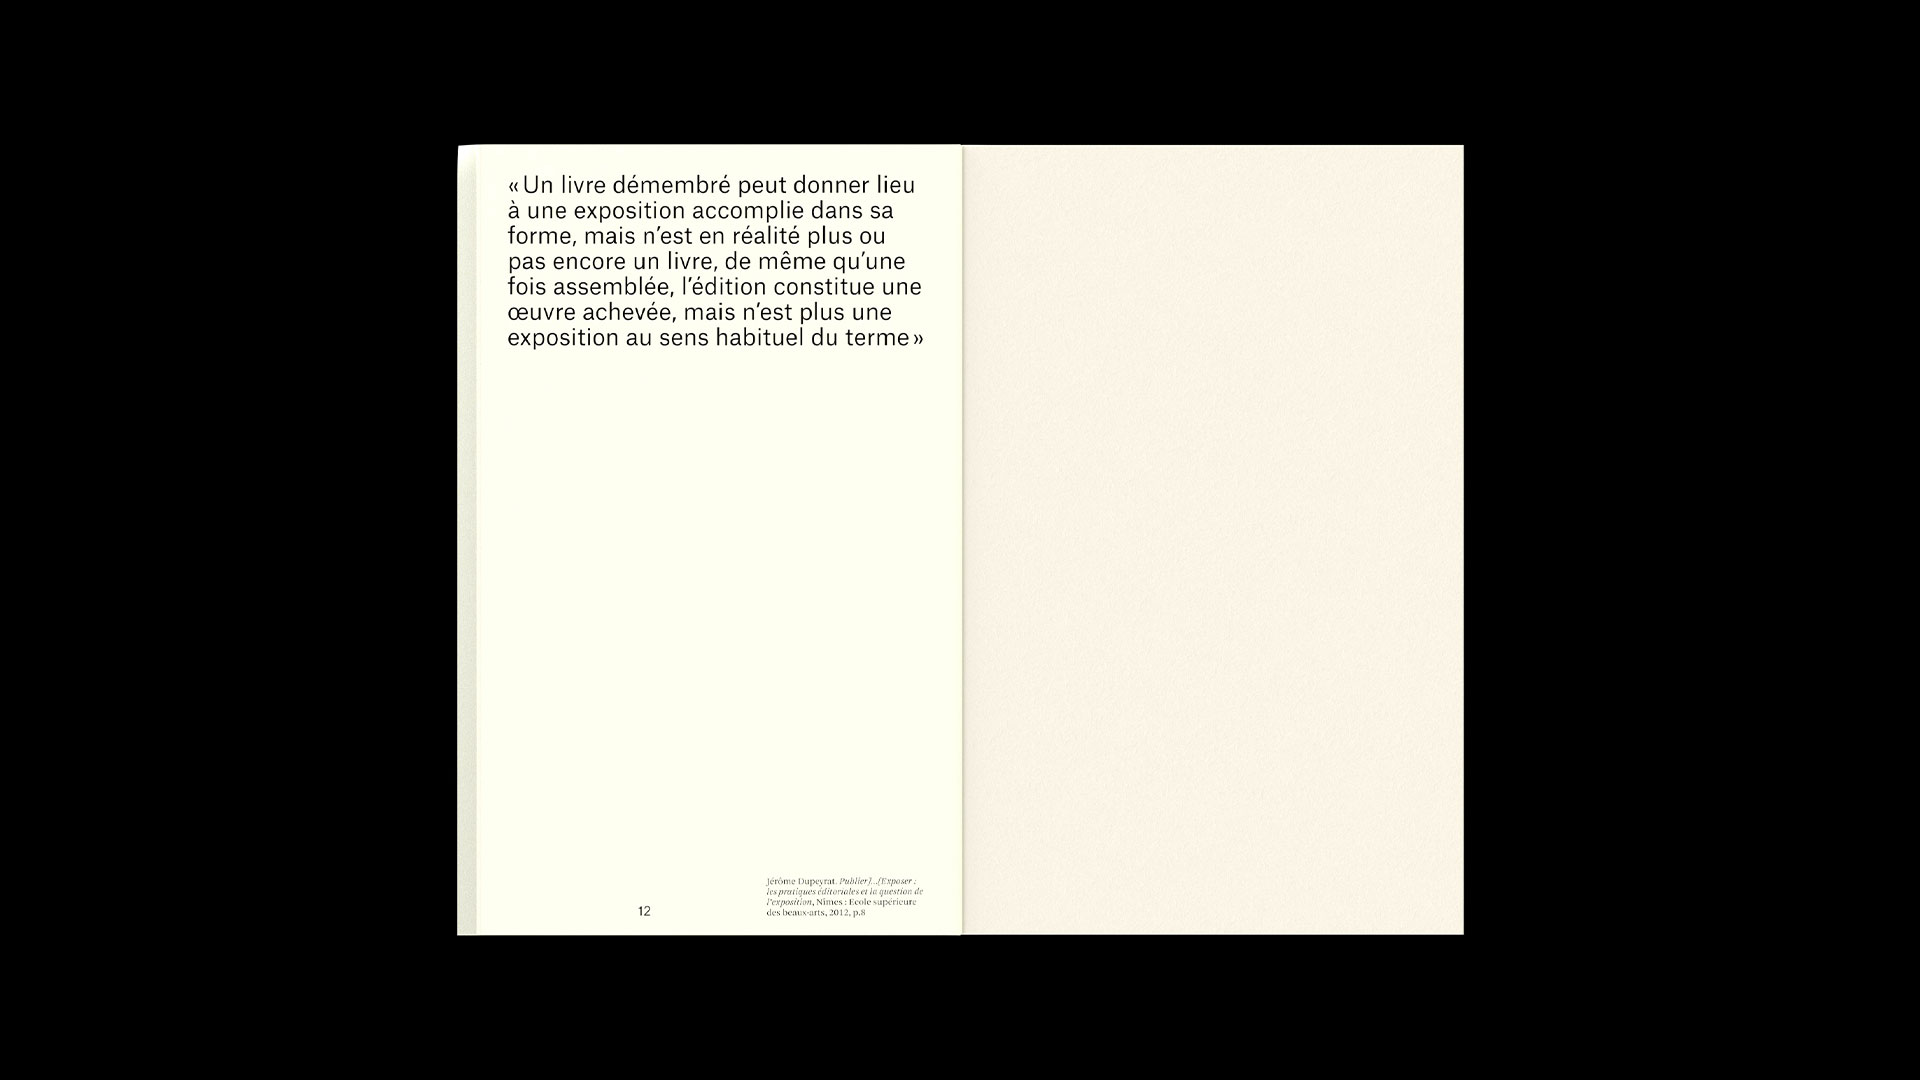 « Un livre démembré peut donner lieu
à une exposition accomplie dans sa
forme, mais n’est en réalité plus ou
pas encore un livre, de même qu’une
fois assemblée, l’édition constitue une
œuvre achevée, mais n’est plus une
exposition au sens habituel du terme »
12
Jérôme Dupeyrat. Publier]...[Exposer :
les pratiques éditoriales et la question de
l’exposition, Nîmes : Ecole supérieure
des beaux-arts, 2012, p.8